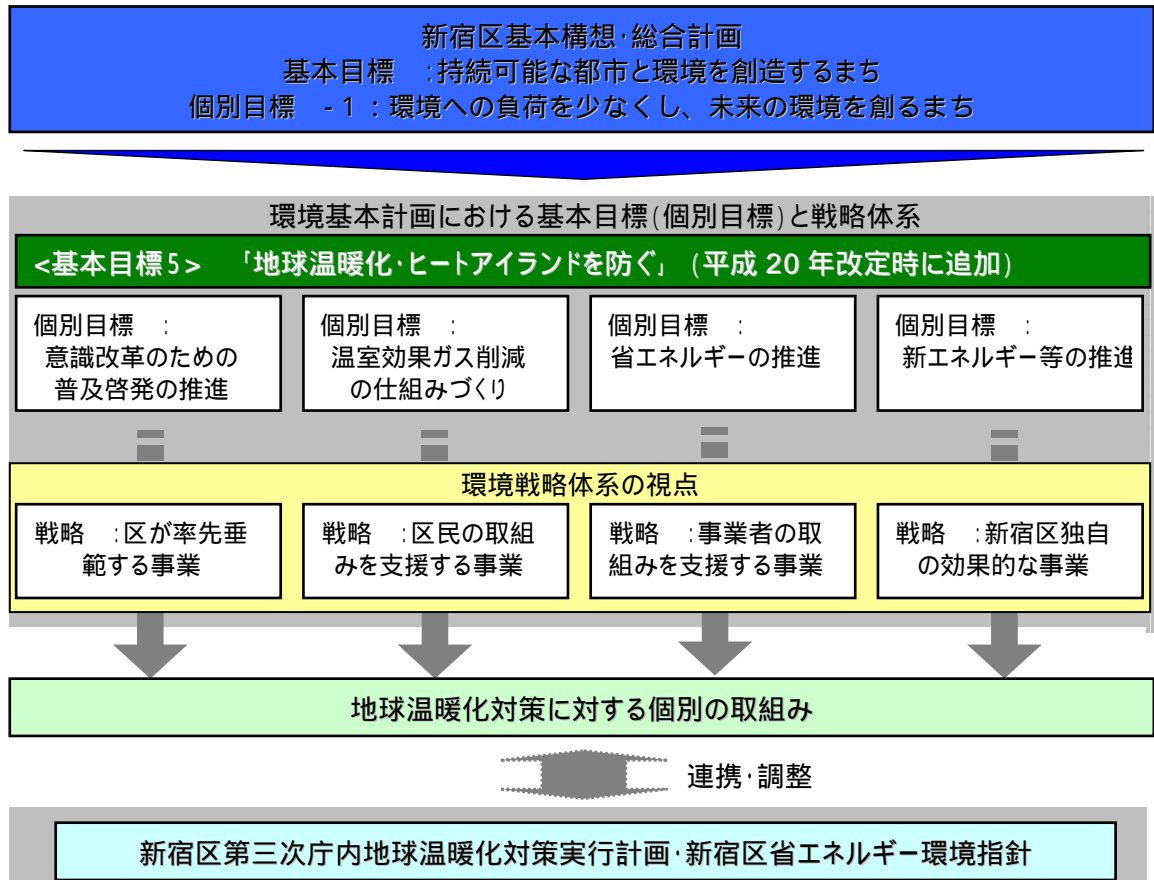 新宿区基本構想・総合計画
基本目標　:持続可能な都市と環境を創造するまち
個別目標　-１：環境への負荷を少なくし、未来の環境を創るまち
環境基本計画における基本目標(個別目標)と戦略体系
<基本目標5>　「地球温暖化・ヒートアイランドを防ぐ」(平成 20 年改定時に追加)
個別目標　:
意識改革のための
普及啓発の推進
個別目標　:
温室効果ガス削減
の仕組みづくり
個別目標　:
省エネルギーの推進
個別目標　:
新エネルギー等の推進
環境戦略体系の視点
戦略　:区が率先垂
範する事業
戦略　:区民の取組
みを支援する事業
戦略　:事業者の取
組みを支援する事業
戦略　:新宿区独自
の効果的な事業
地球温暖化対策に対する個別の取組み
連携・調整
新宿区第三次庁内地球温暖化対策実行計画・新宿区省エネルギー環境指針